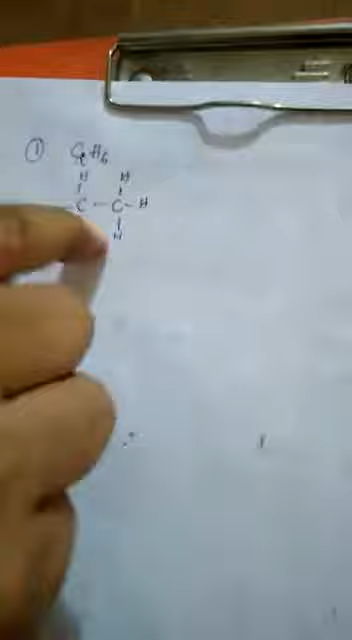 ① C₂H₆
H H
C - C - H
H